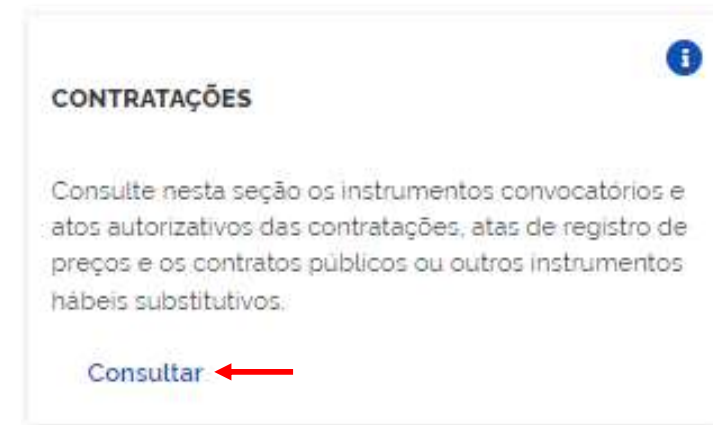 CONTRATAÇÕES
Consulte nesta seção os instrumentos convocatórios e
atos autorizativos das contratações, atas de registro de
preços e os contratos públicos ou outros instrumentos
hábeis substitutivos.
Consultar